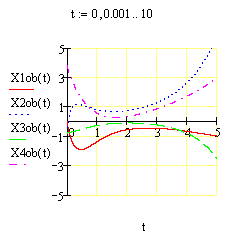 t := 0, 0.001 .. 10
5
X1ob(t)
3
X2ob(t)
1
X3ob(t)
0 1 2 3 4 5
−1
X4ob(t)
−3
−5
t